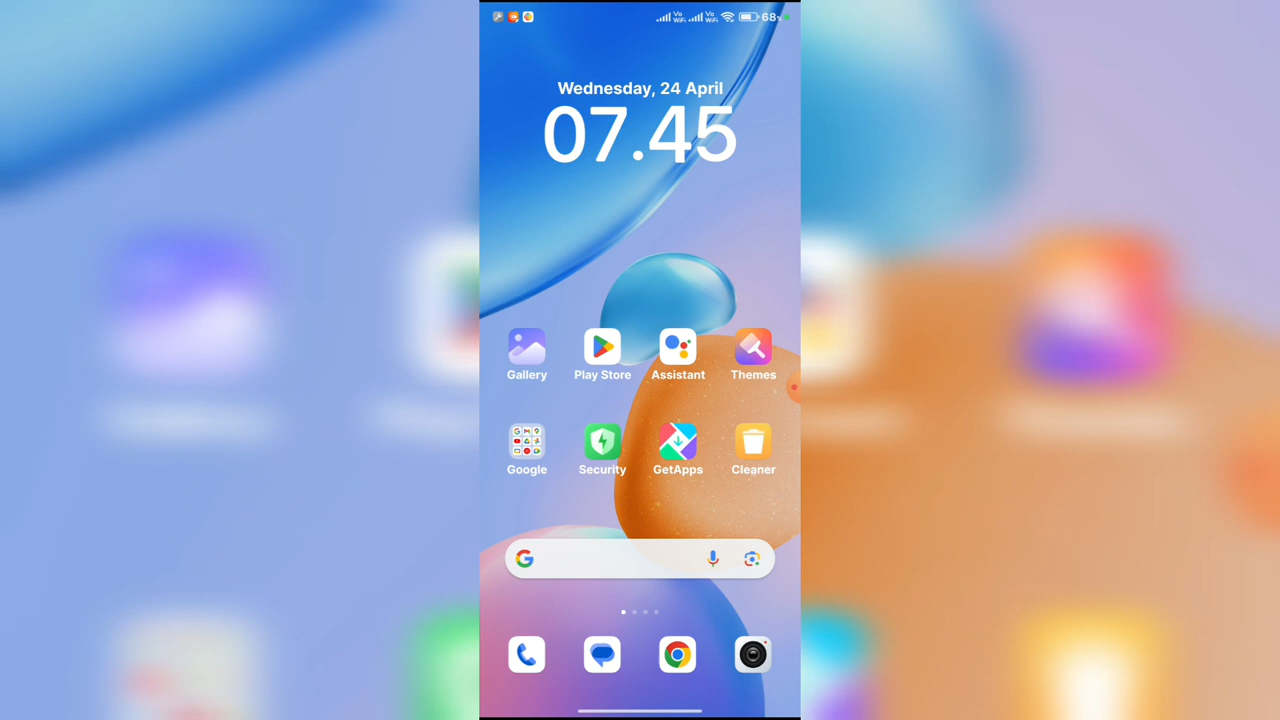 Vo
WiFi
Vo
WiFi
68%
Wednesday, 24 April
07.45
Gallery
Play Store
Assistant
Themes
Google
Security
GetApps
Cleaner